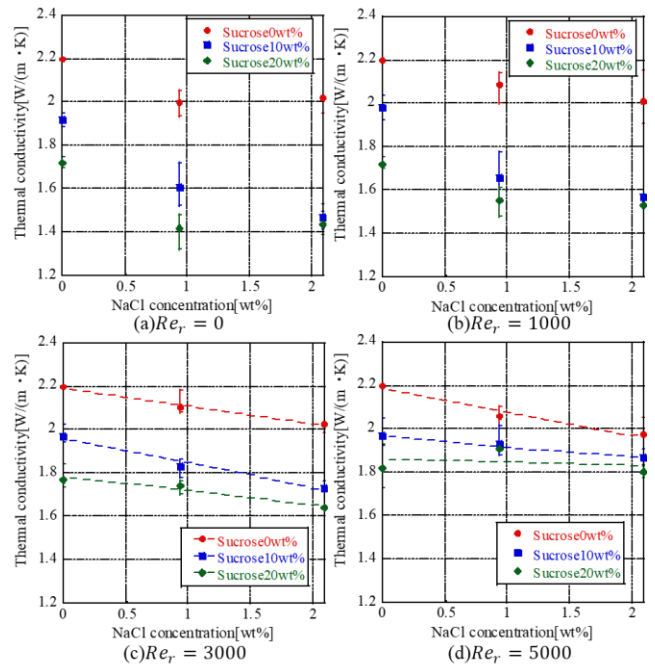 Thermal conductivity[W/(m・K)]
2.4
2.2
2
1.8
1.6
1.4
1.2
Sucrose0wt%
Sucrose10wt%
Sucrose20wt%
0
0.5
1
1.5
2
NaCl concentration[wt%]
(a)Re_r = 0
Thermal conductivity[W/(m・K)]
2.4
2.2
2
1.8
1.6
1.4
1.2
Sucrose0wt%
Sucrose10wt%
Sucrose20wt%
0
0.5
1
1.5
2
NaCl concentration[wt%]
(b)Re_r = 1000
Thermal conductivity[W/(m・K)]
2.4
2.2
2
1.8
1.6
1.4
1.2
Sucrose0wt%
Sucrose10wt%
Sucrose20wt%
0
0.5
1
1.5
2
NaCl concentration[wt%]
(c)Re_r = 3000
Thermal conductivity[W/(m・K)]
2.4
2.2
2
1.8
1.6
1.4
1.2
Sucrose0wt%
Sucrose10wt%
Sucrose20wt%
0
0.5
1
1.5
2
NaCl concentration[wt%]
(d)Re_r = 5000